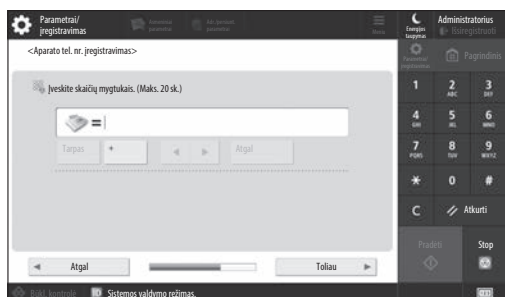 Parametrai/
įregistravimas
Meniu
Energijos
taupymas
Administratorius
Išsiregistruoti
<Aparato tel. nr. įregistravimas>
Pagrindinis
Įveskite skaičių mygtukais. (Maks. 20 sk.)
=
Tarpas
+
◄
►
Atgal
1
2
ABC
3
DEF
4
GHI
5
JKL
6
MNO
7
PQRS
8
TUV
9
WXYZ
*
0
#
C
Atkurti
Pradėti
Stop
◄ Atgal
Toliau ►
Būkl. kontrolė
ID Sistemos valdymo režimas.